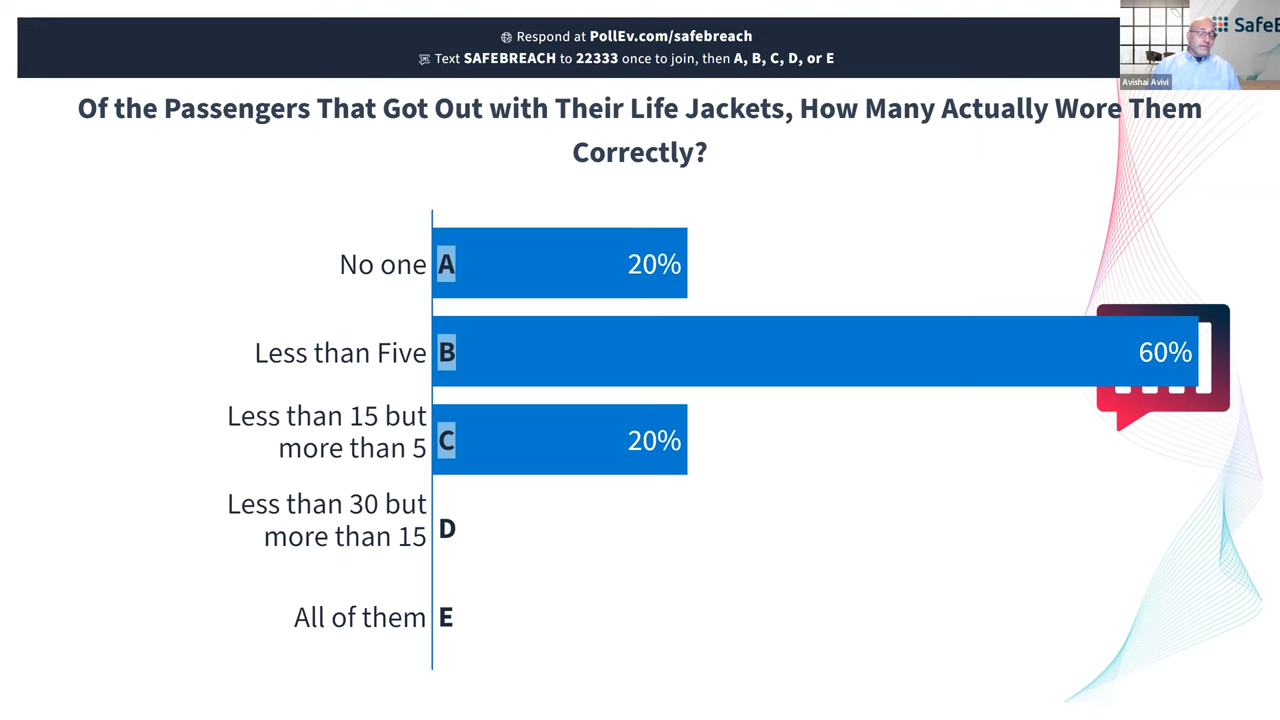 Respond at PollEv.com/safebreach
Text SAFEBREACH to 22333 once to join, then A, B, C, D, or E
Avishai Avivi
Of the Passengers That Got Out with Their Life Jackets, How Many Actually Wore Them
Correctly?
No one A 20%
Less than Five B 60%
Less than 15 but
more than 5 C 20%
Less than 30 but
more than 15 D
All of them E